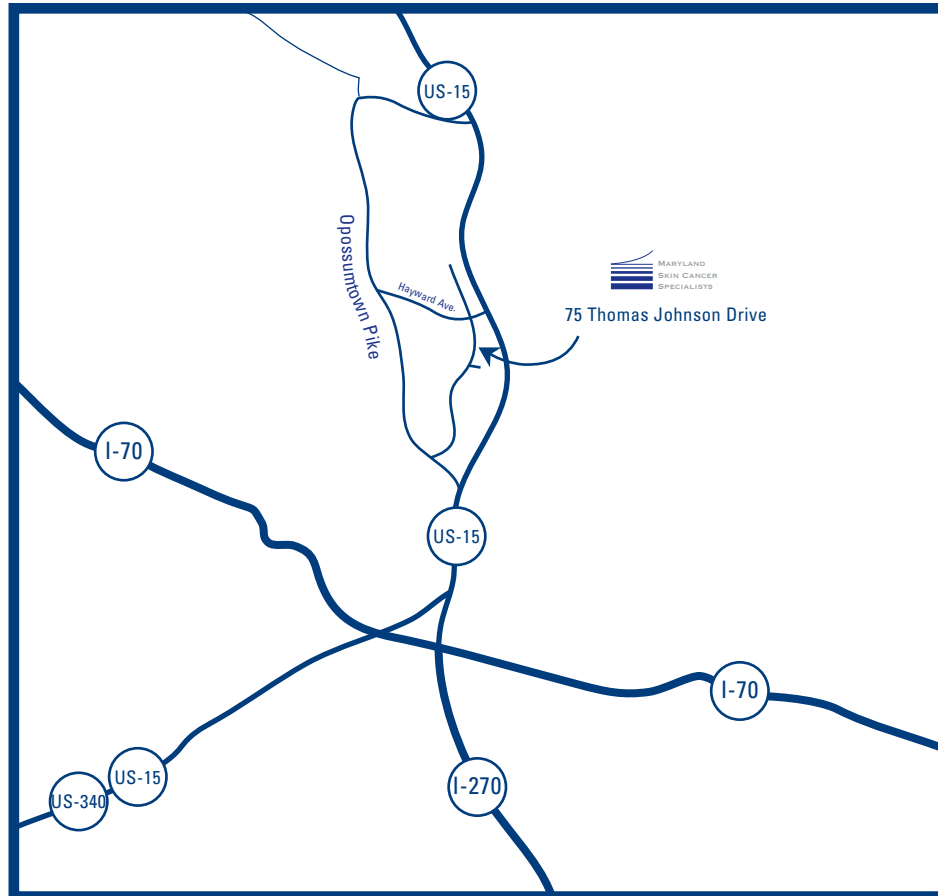 US-15
Opossumtown Pike
Hayward Ave.
MARYLAND
SKIN CANCER
SPECIALISTS
75 Thomas Johnson Drive
I-70
US-15
I-70
US-15
US-340
I-270